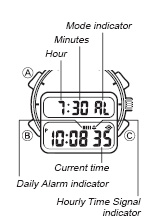 Mode indicator
Minutes
Hour
A
7:30 AL
P 10:08 35
B
C
Current time
Daily Alarm indicator
Hourly Time Signal
indicator